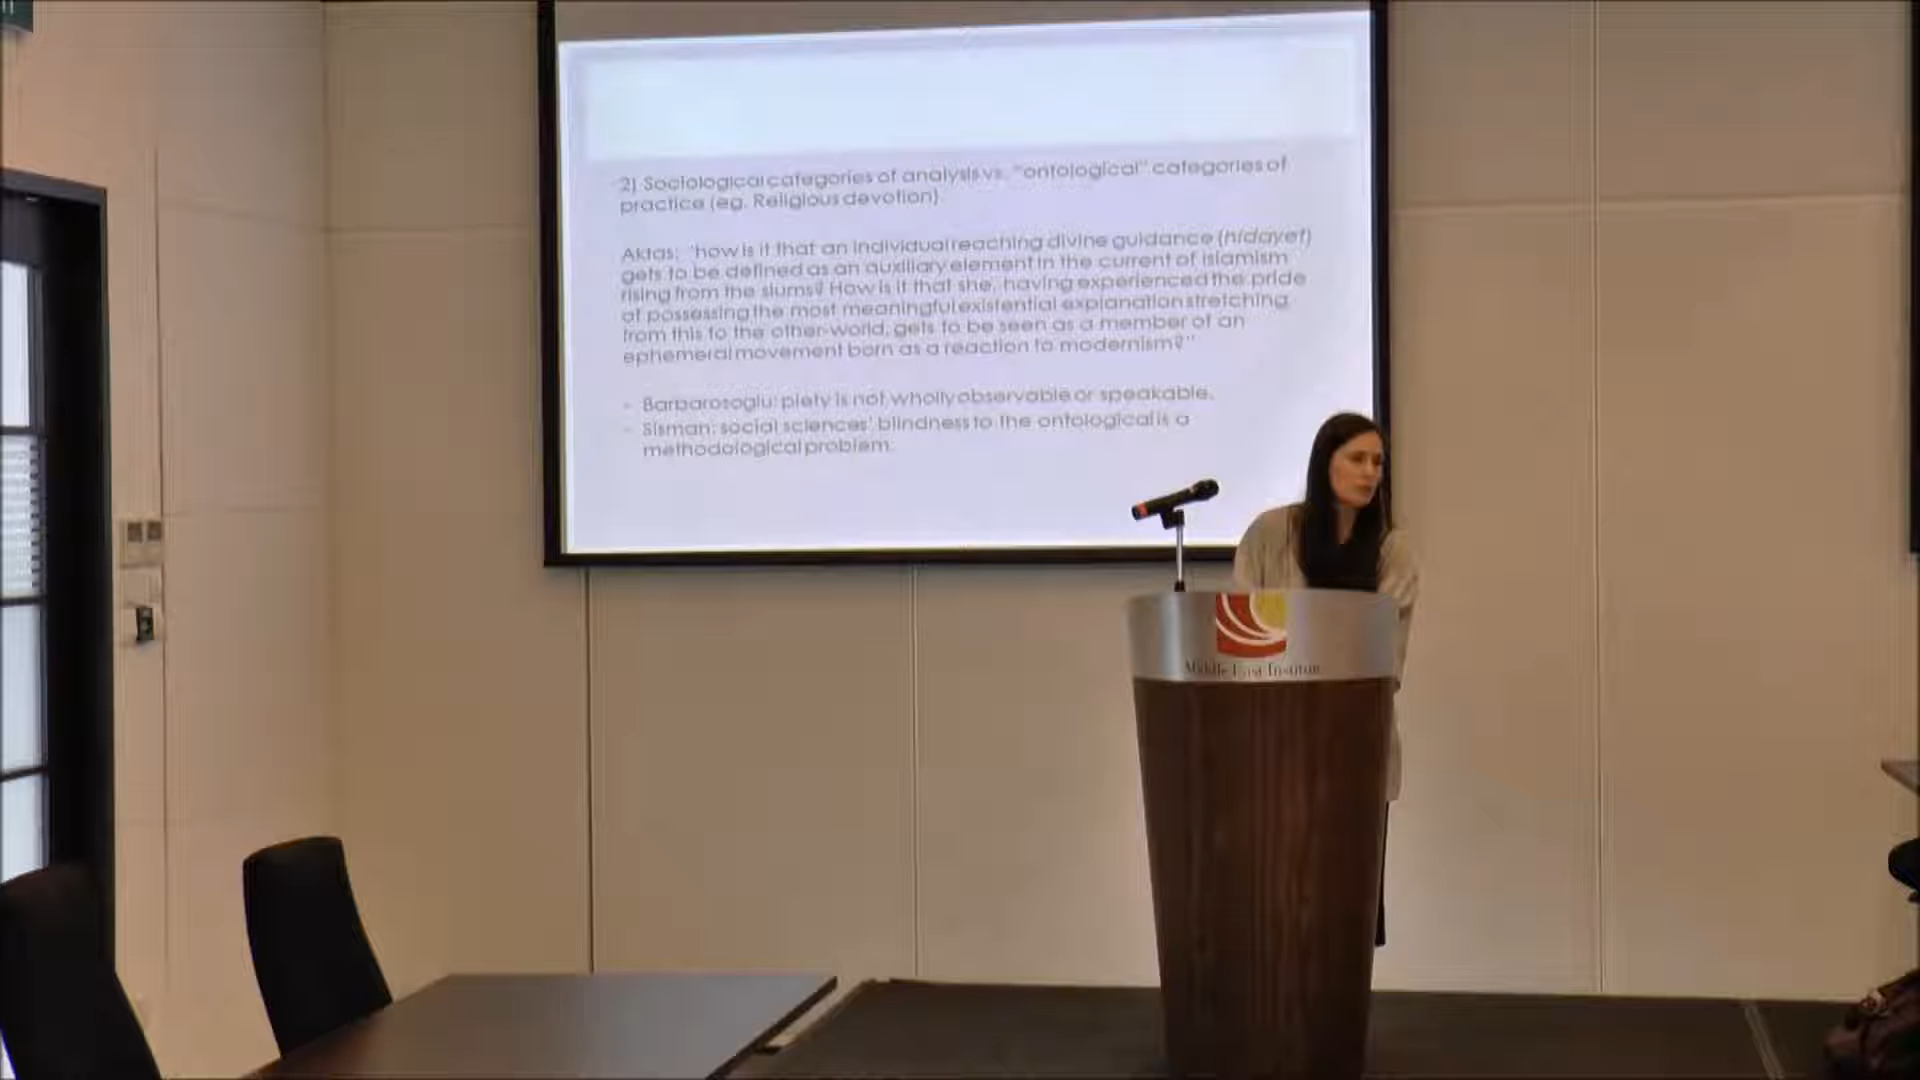 2) Sociological categories of analysis vs. "ontological" categories of
practice (eg. Religious devotion)
Aktas: "how is it that an individual reaching divine guidance (hidayet)
gets to be defined as an auxiliary element in the current of Islamism
rising from the slums? How is it that she, having experienced the pride
of possessing the most meaningful existential explanation stretching
from this to the other-world, gets to be seen as a member of an
ephemeral movement born as a reaction to modernism?"
- Barbarosoglu: piety is not wholly observable or speakable.
- Sisman: social sciences' blindness to the ontological is a
methodological problem.
Middle East Institute